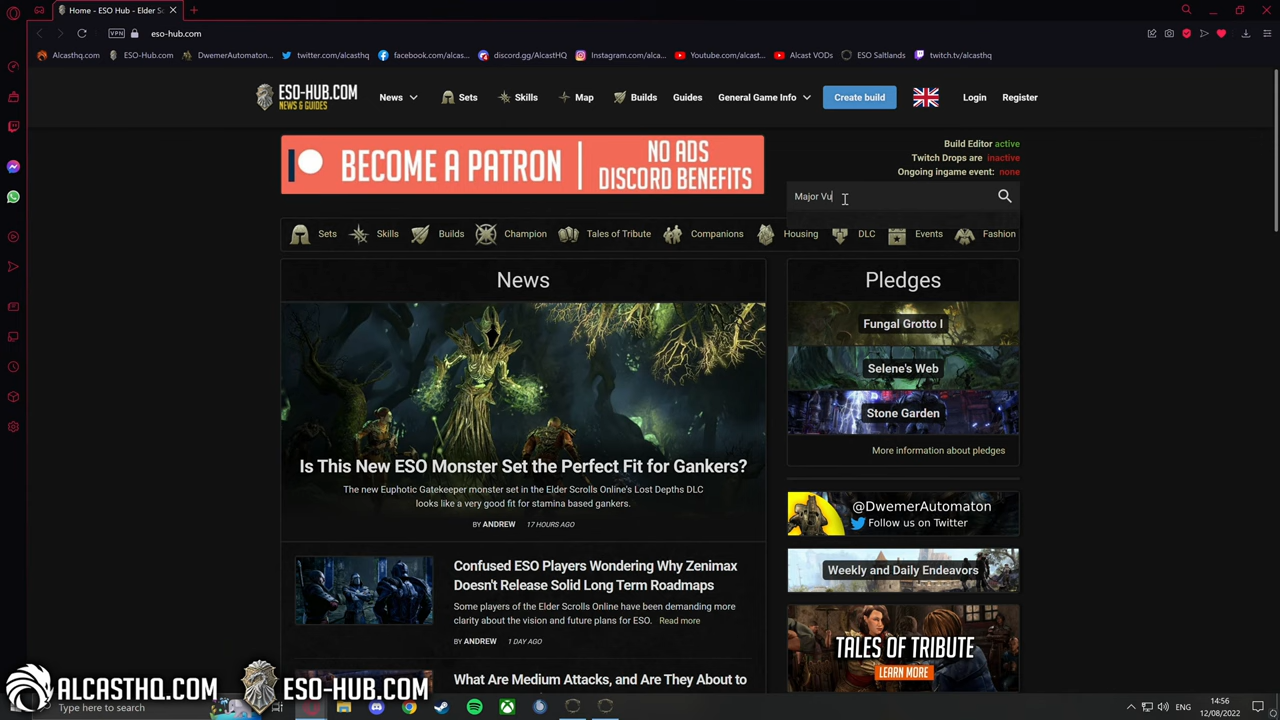 Home - ESO Hub - Elder Sc
VPN
eso-hub.com
Alcasthq.com
ESO-Hub.com
DwemerAutomaton...
twitter.com/alcasthq
facebook.com/alcast...
discord.gg/AlcastHQ
Instagram.com/alca...
Youtube.com/alcast...
Alcast VODs
ESO Saltlands
twitch.tv/alcasthq
ESO-HUB.COM
NEWS & GUIDES
News
Sets
Skills
Map
Builds
Guides
General Game Info
Create build
Login
Register
BECOME A PATRON
NO ADS
DISCORD BENEFITS
Build Editor active
Twitch Drops are inactive
Ongoing ingame event: none
Major Vu
Sets
Skills
Builds
Champion
Tales of Tribute
Companions
Housing
DLC
Events
Fashion
News
Is This New ESO Monster Set the Perfect Fit for Gankers?
The new Euphotic Gatekeeper monster set in the Elder Scrolls Online's Lost Depths DLC
looks like a very good fit for stamina based gankers.
BY ANDREW 17 HOURS AGO
Confused ESO Players Wondering Why Zenimax
Doesn't Release Solid Long Term Roadmaps
Some players of the Elder Scrolls Online have been demanding more
clarity about the vision and future plans for ESO. Read more
BY ANDREW 1 DAY AGO
What Are Medium Attacks, and Are They About to
Pledges
Fungal Grotto I
Selene's Web
Stone Garden
More information about pledges
@DwemerAutomaton
Follow us on Twitter
Weekly and Daily Endeavors
TALES OF TRIBUTE
LEARN MORE
ALCASTHQ.COM
ESO-HUB.COM
Type here to search
ENG
14:56
12/08/2022